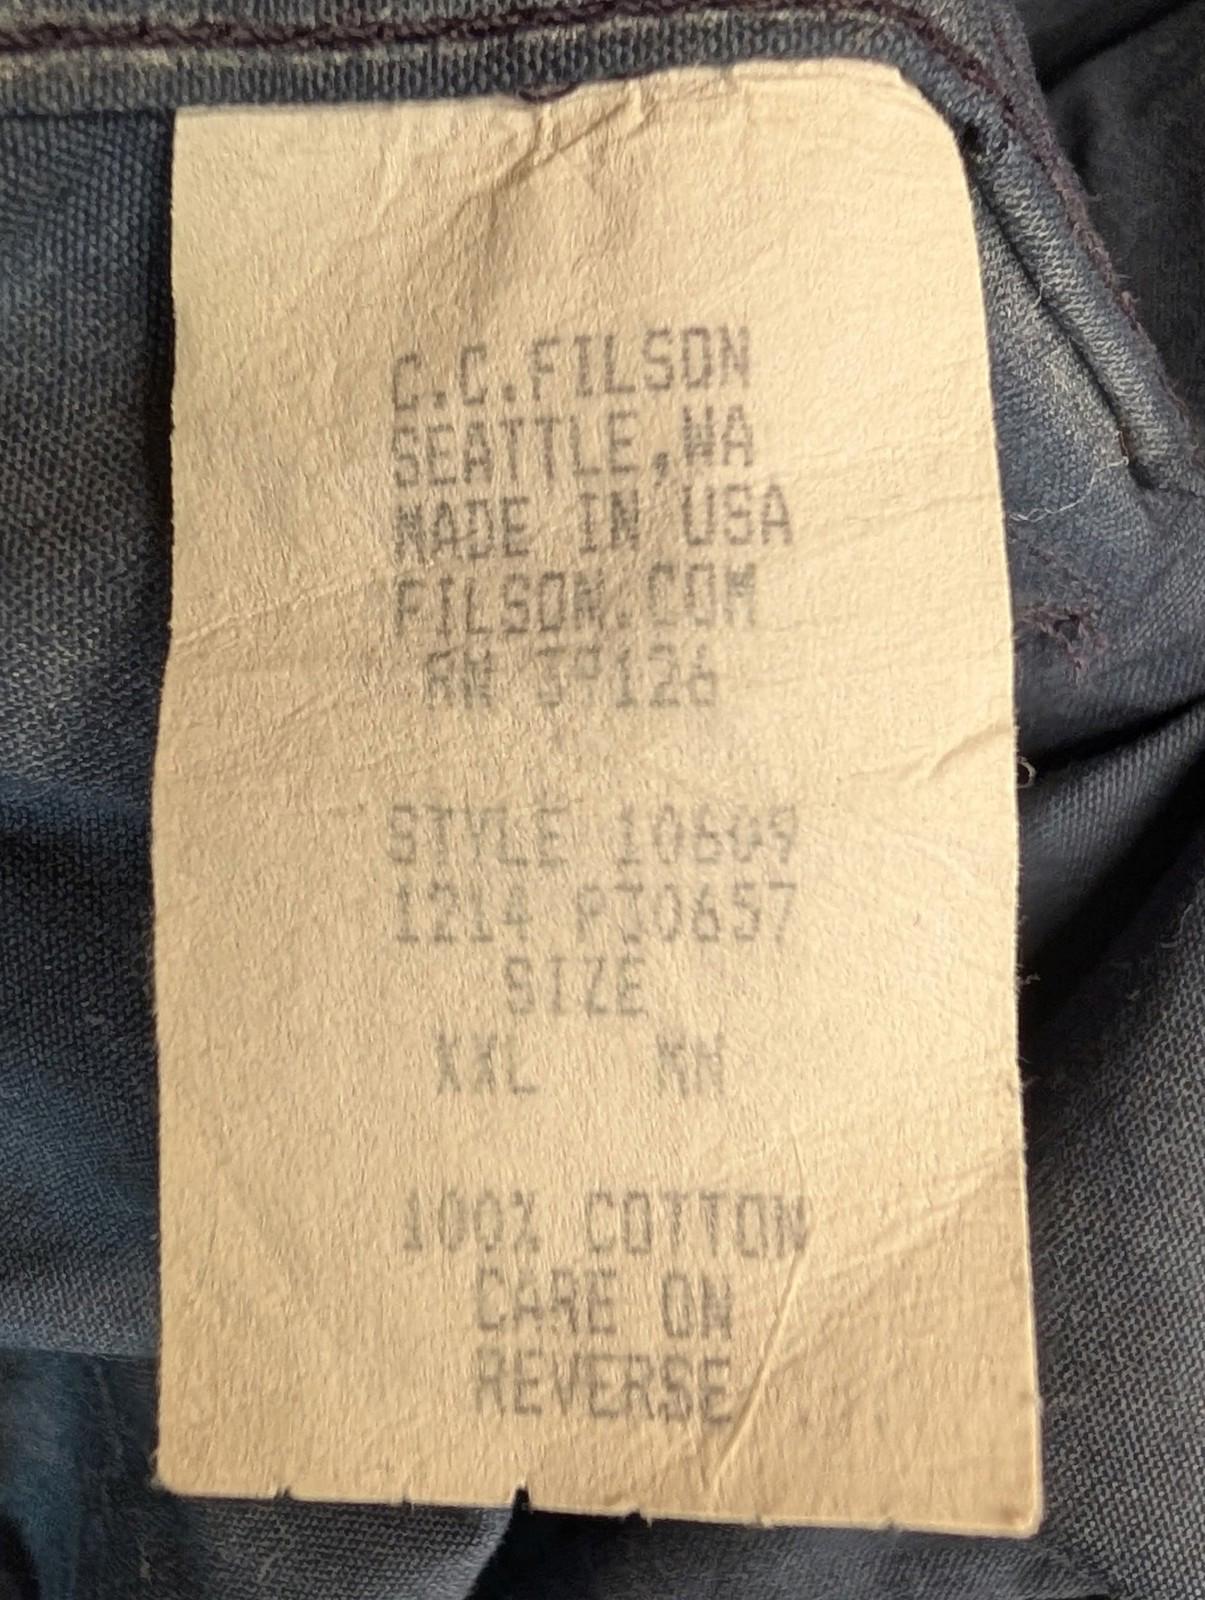 C.C.FILSON
SEATTLE,WA
MADE IN USA
FILSON.COM
RN 39126
STYLE 10609
1214 PJ0657
SIZE
XXL
100% COTTON
CARE ON
REVERSE